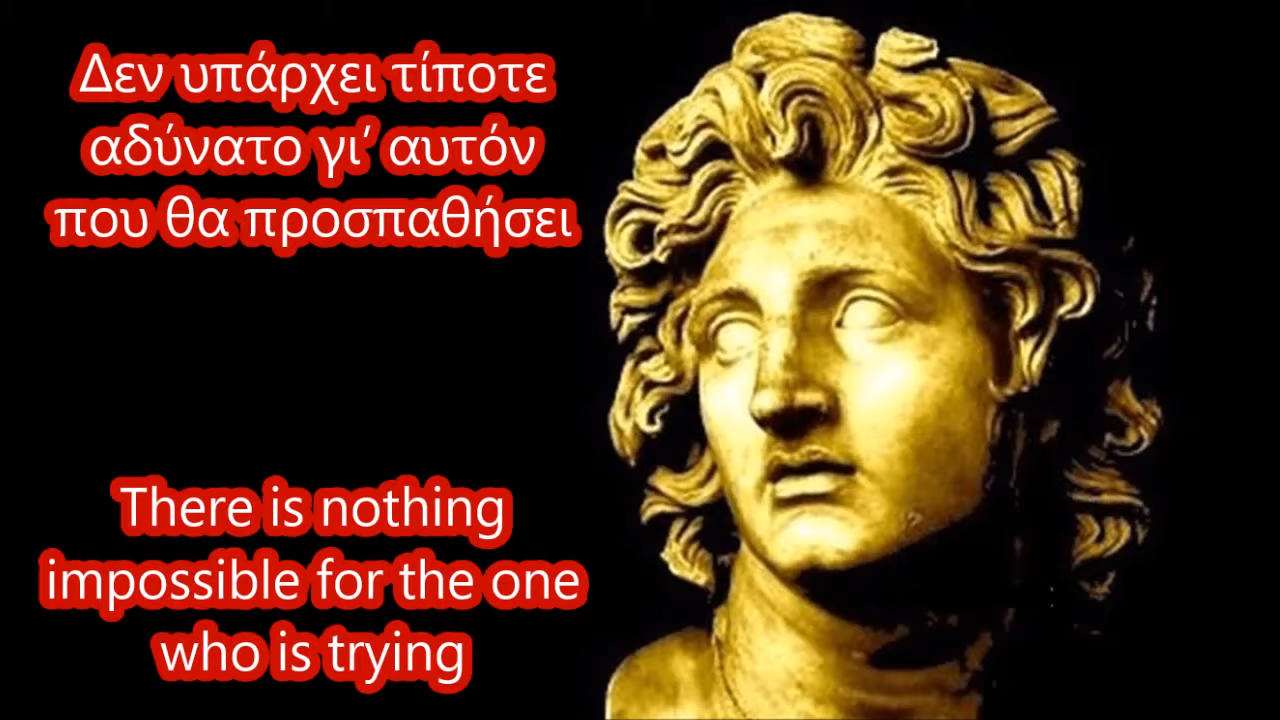 Δεν υπάρχει τίποτε
αδύνατο γι’ αυτόν
που θα προσπαθήσει
There is nothing
impossible for the one
who is trying